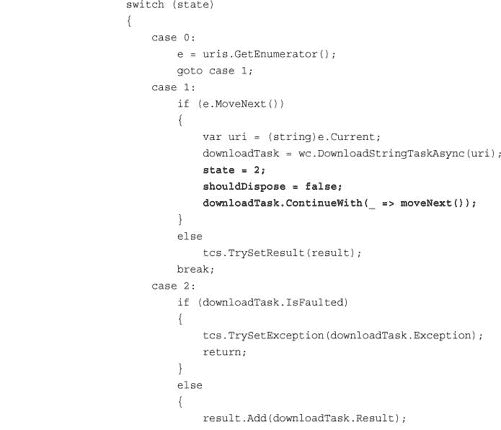 switch (state)
{
case 0:
e = uris.GetEnumerator();
goto case 1;
case 1:
if (e.MoveNext())
{
var uri = (string)e.Current;
downloadTask = wc.DownloadStringTaskAsync(uri);
state = 2;
shouldDispose = false;
downloadTask.ContinueWith(_ => moveNext());
}
else
tcs.TrySetResult(result);
break;
case 2:
if (downloadTask.IsFaulted)
{
tcs.TrySetException(downloadTask.Exception);
return;
}
else
{
result.Add(downloadTask.Result);